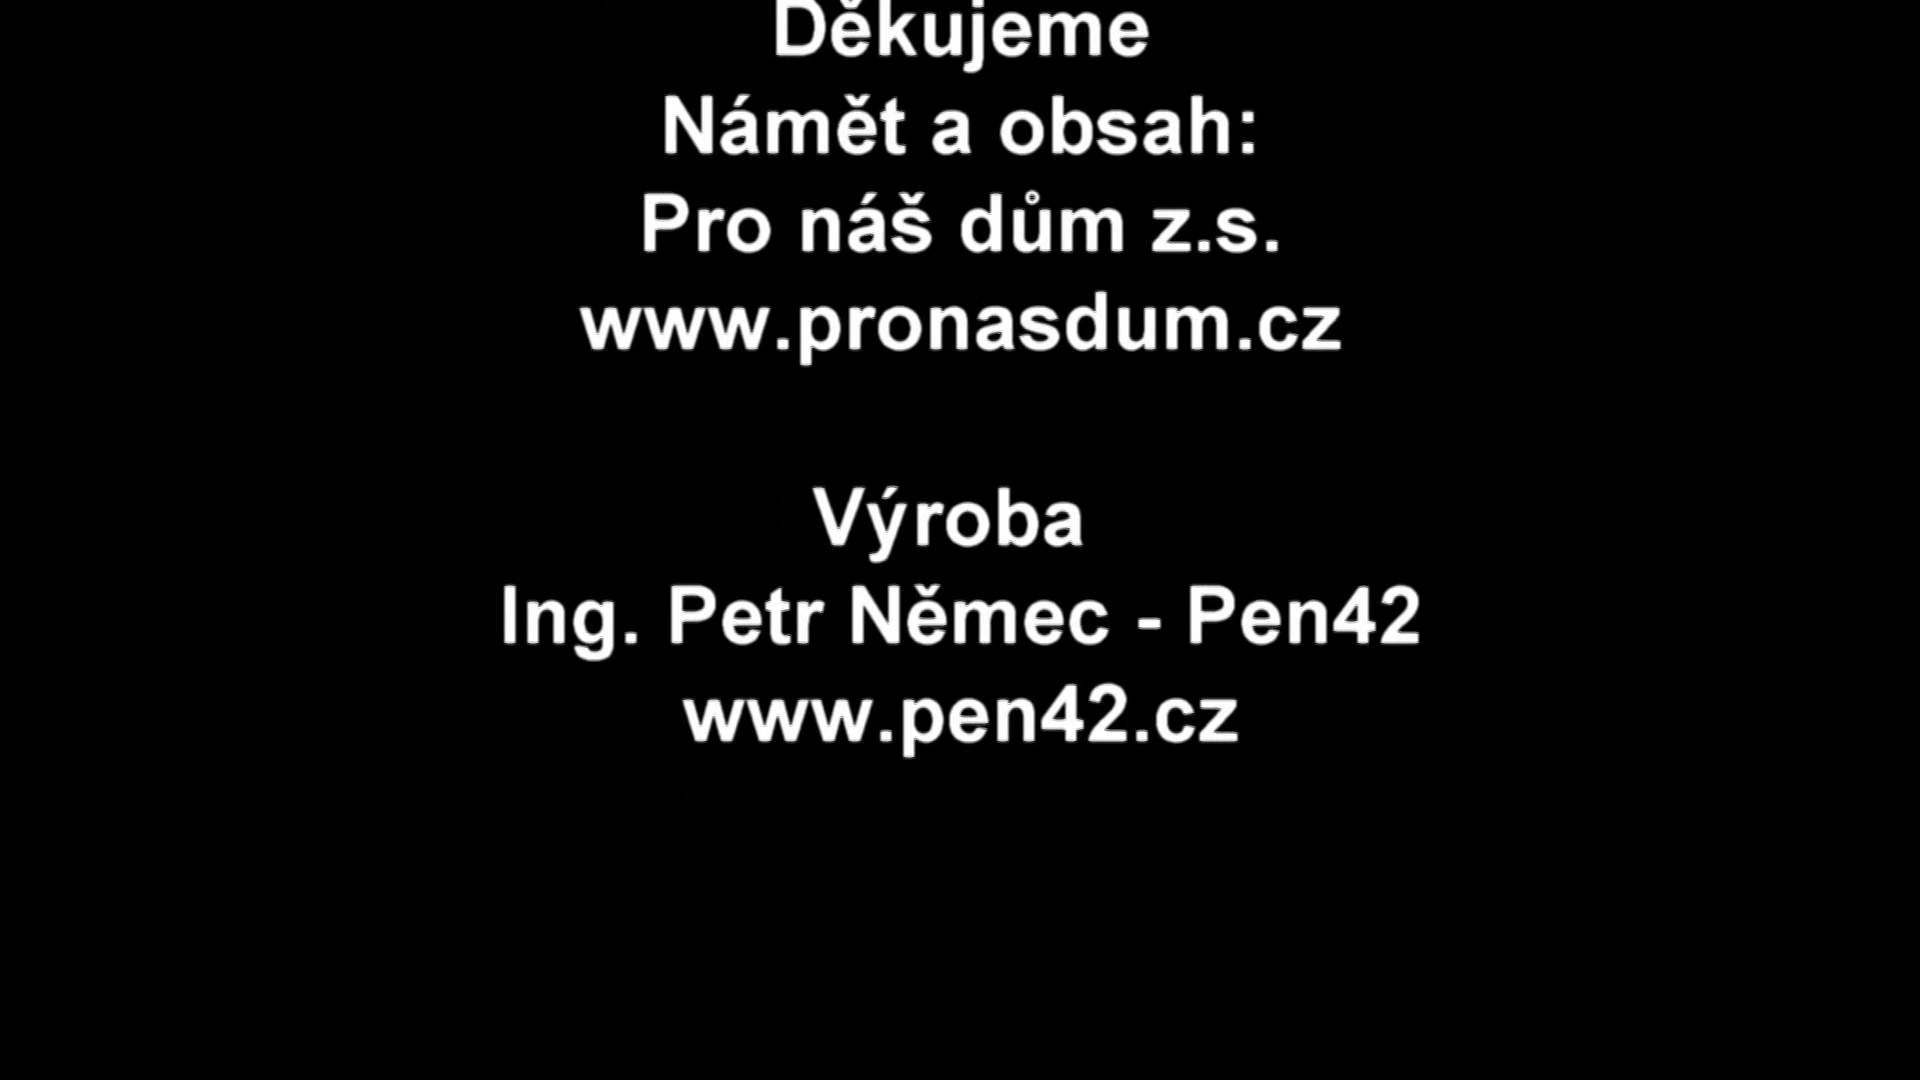 Děkujeme
Námět a obsah:
Pro náš dům z.s.
www.pronasdum.cz
Výroba
Ing. Petr Němec - Pen42
www.pen42.cz